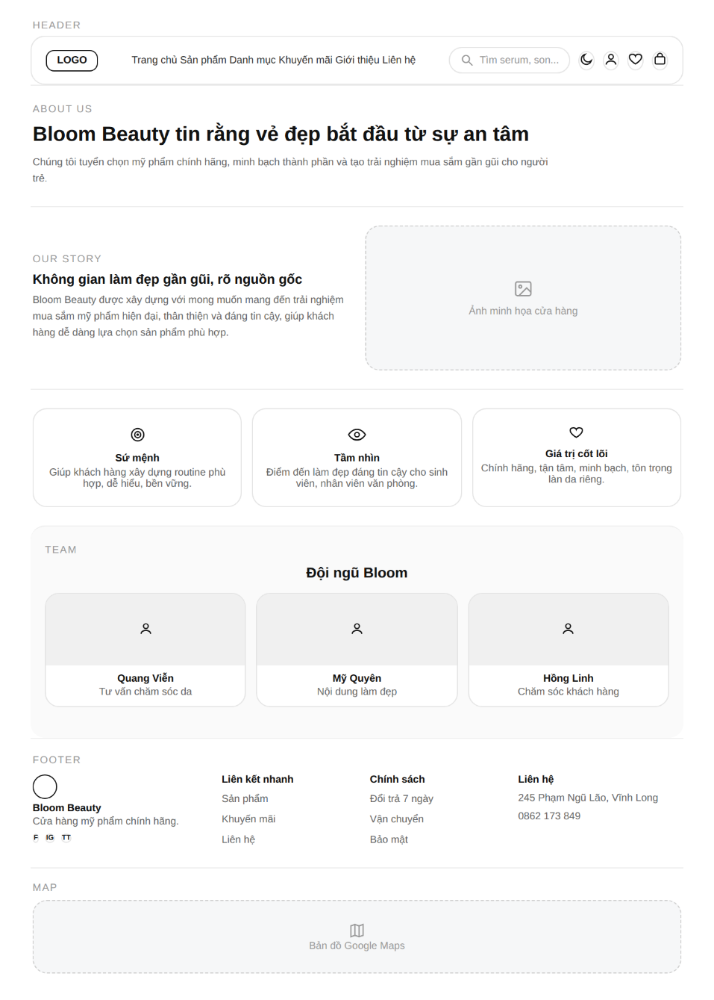 HEADER
LOGO
Trang chủ Sản phẩm Danh mục Khuyến mãi Giới thiệu Liên hệ
Tìm serum, son...
ABOUT US
Bloom Beauty tin rằng vẻ đẹp bắt đầu từ sự an tâm
Chúng tôi tuyển chọn mỹ phẩm chính hãng, minh bạch thành phần và tạo trải nghiệm mua sắm gần gũi cho người
trẻ.
OUR STORY
Không gian làm đẹp gần gũi, rõ nguồn gốc
Bloom Beauty được xây dựng với mong muốn mang đến trải nghiệm
mua sắm mỹ phẩm hiện đại, thân thiện và đáng tin cậy, giúp khách
hàng dễ dàng lựa chọn sản phẩm phù hợp.
Ảnh minh họa cửa hàng
Sứ mệnh
Giúp khách hàng xây dựng routine phù
hợp, dễ hiểu, bền vững.
Tầm nhìn
Điểm đến làm đẹp đáng tin cậy cho sinh
viên, nhân viên văn phòng.
Giá trị cốt lõi
Chính hãng, tận tâm, minh bạch, tôn trọng
làn da riêng.
TEAM
Đội ngũ Bloom
Quang Viễn
Tư vấn chăm sóc da
Mỹ Quyên
Nội dung làm đẹp
Hồng Linh
Chăm sóc khách hàng
FOOTER
Bloom Beauty
Cửa hàng mỹ phẩm chính hãng.
F IG TT
Liên kết nhanh
Sản phẩm
Khuyến mãi
Liên hệ
Chính sách
Đổi trả 7 ngày
Vận chuyển
Bảo mật
Liên hệ
245 Phạm Ngũ Lão, Vĩnh Long
0862 173 849
MAP
Bản đồ Google Maps